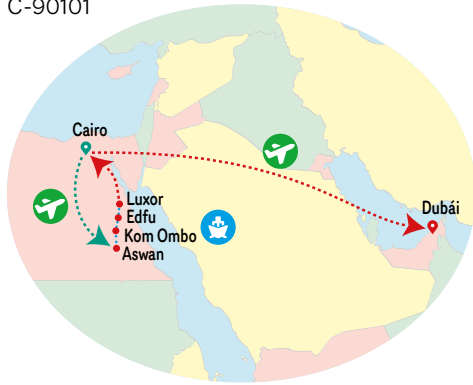 C-90101
Cairo
Luxor
Edfu
Kom Ombo
Aswan
Dubái